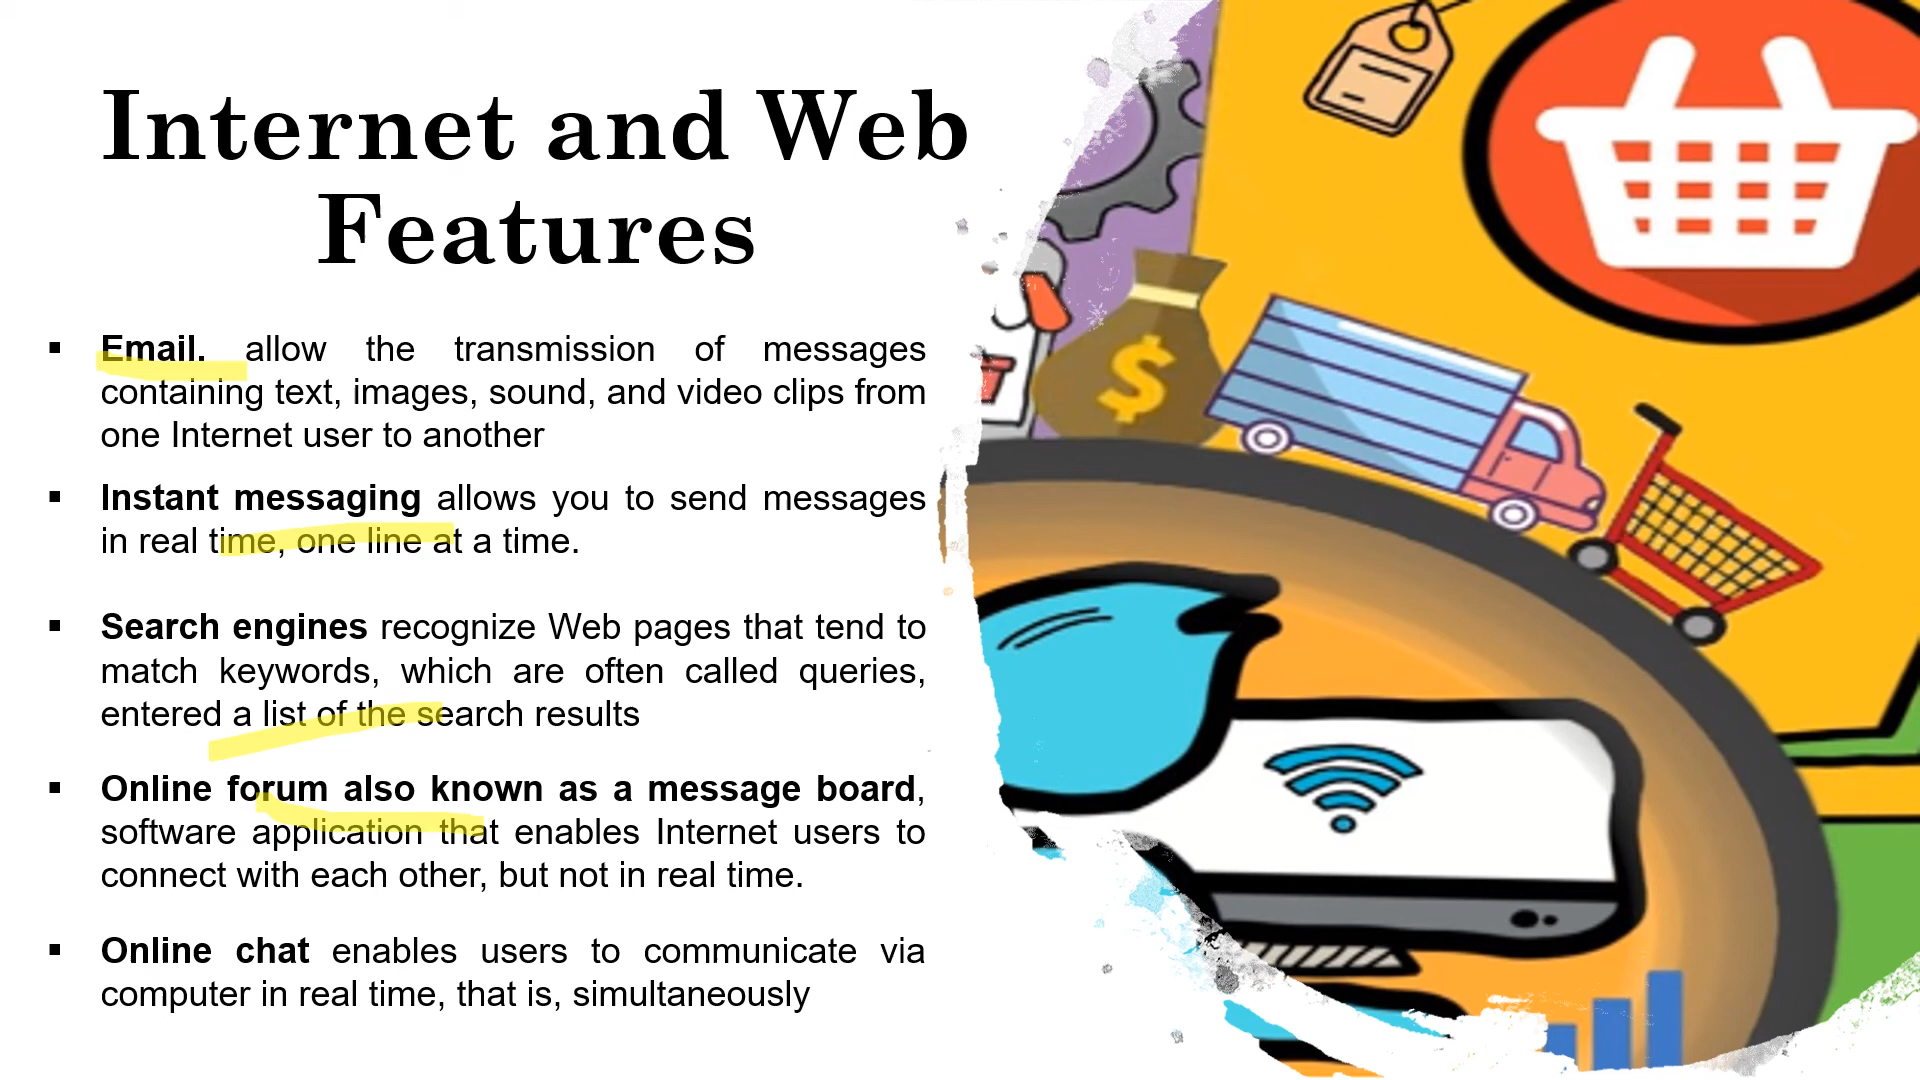 Internet and Web
Features
▪ Email. allow the transmission of messages
containing text, images, sound, and video clips from
one Internet user to another
▪ Instant messaging allows you to send messages
in real time, one line at a time.
▪ Search engines recognize Web pages that tend to
match keywords, which are often called queries,
entered a list of the search results
▪ Online forum also known as a message board,
software application that enables Internet users to
connect with each other, but not in real time.
▪ Online chat enables users to communicate via
computer in real time, that is, simultaneously
$